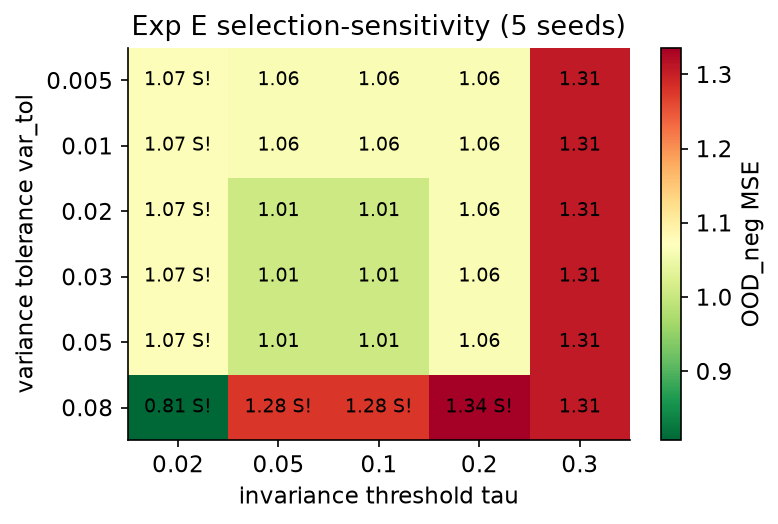 Exp E selection-sensitivity (5 seeds)
variance tolerance var_tol
0.005 1.07 S! 1.06 1.06 1.06 1.31
0.01 1.07 S! 1.06 1.06 1.06 1.31
0.02 1.07 S! 1.01 1.01 1.06 1.31
0.03 1.07 S! 1.01 1.01 1.06 1.31
0.05 1.07 S! 1.01 1.01 1.06 1.31
0.08 0.81 S! 1.28 S! 1.28 S! 1.34 S! 1.31
0.02 0.05 0.1 0.2 0.3
invariance threshold tau
1.3
1.2
1.1
1.0
0.9
OOD_neg MSE